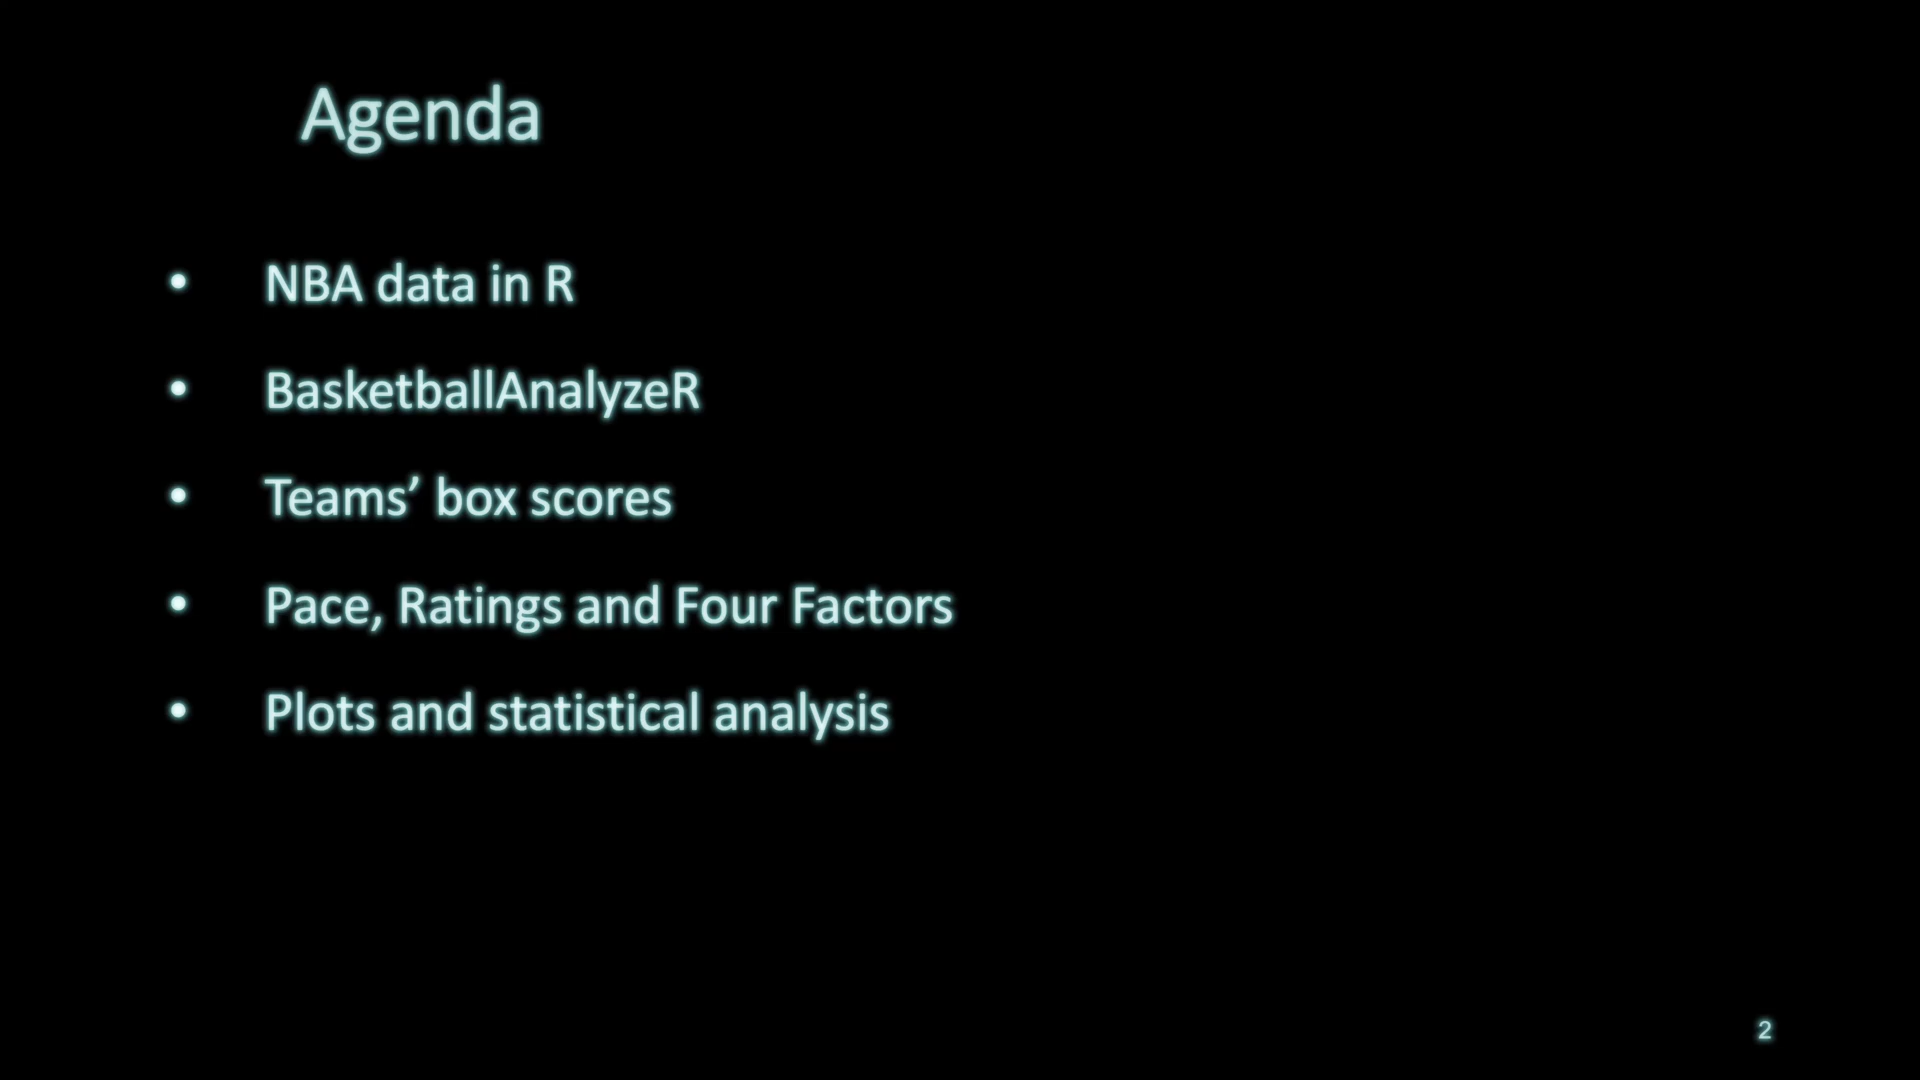 Agenda
• NBA data in R
• BasketballAnalyzeR
• Teams’ box scores
• Pace, Ratings and Four Factors
• Plots and statistical analysis
2